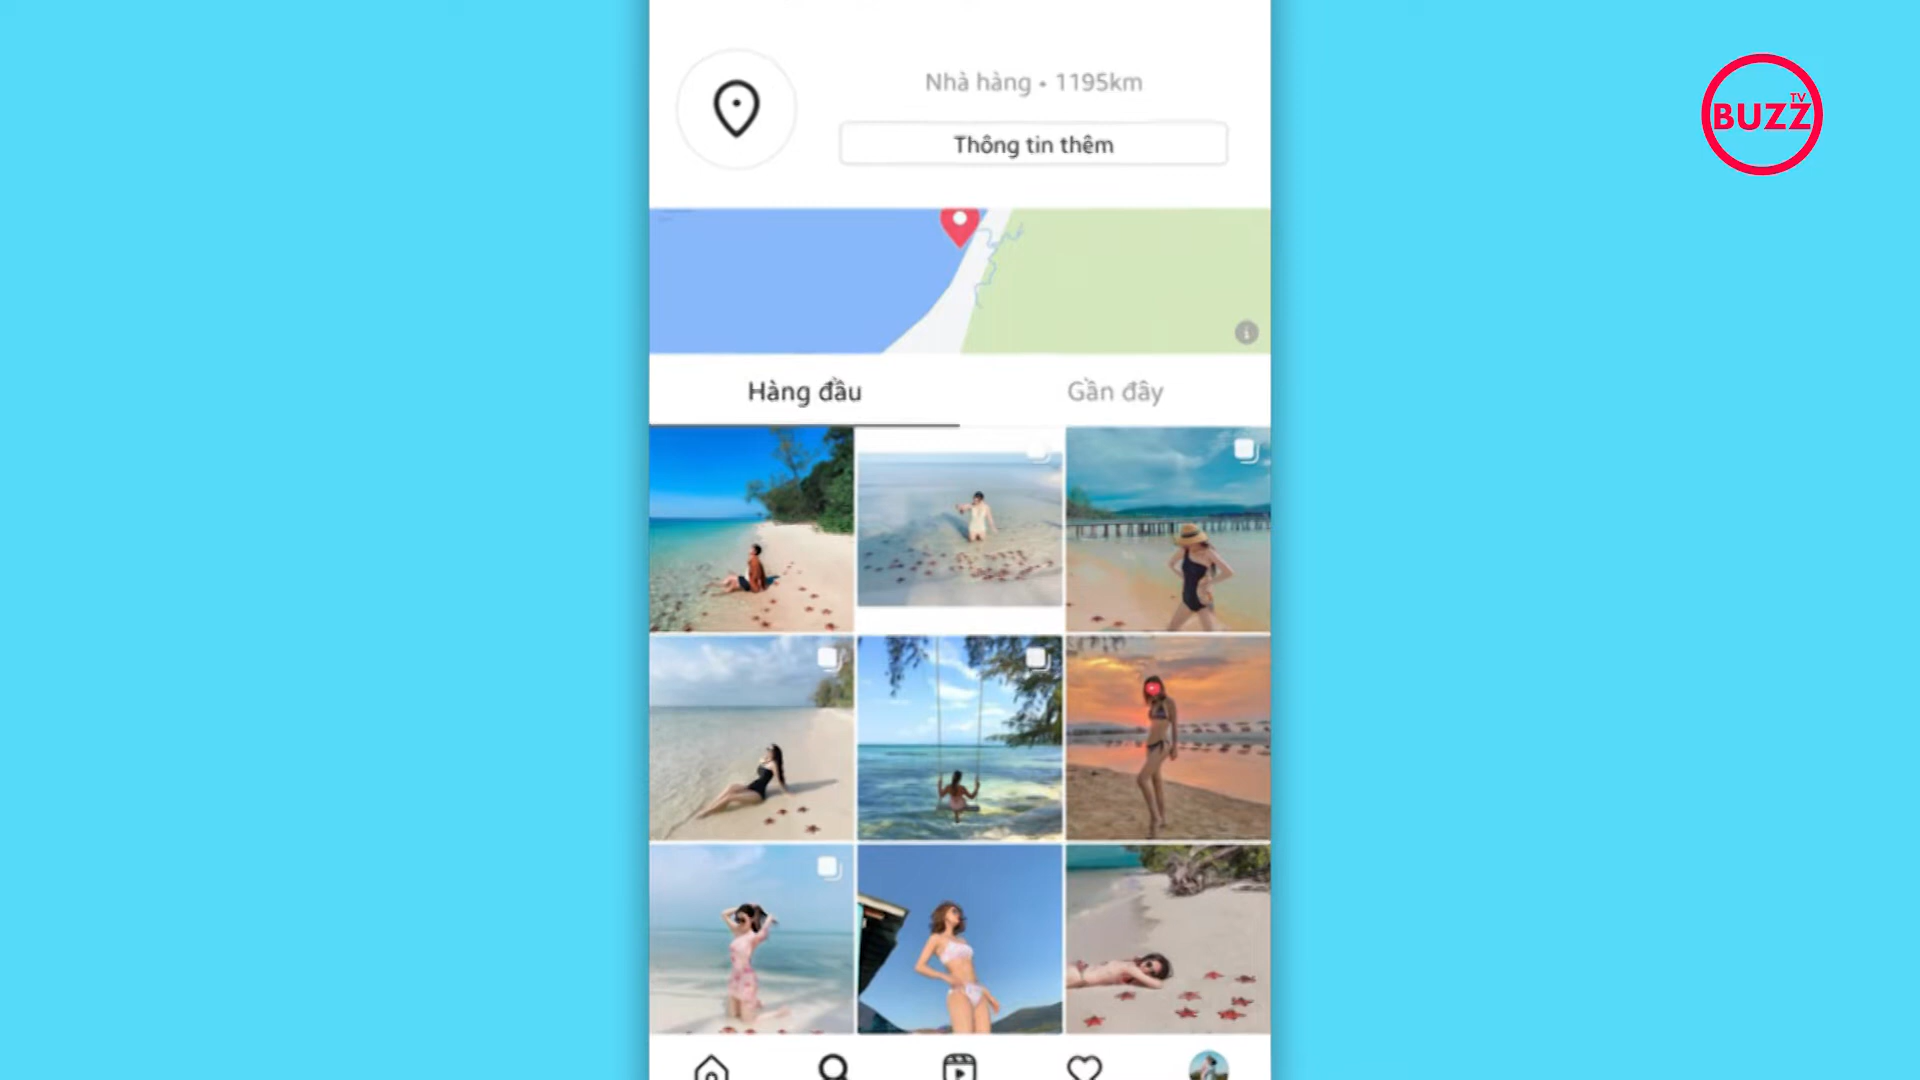 Nhà hàng • 1195km
TV
BUZZ
Thông tin thêm
Hàng đầu
Gần đây